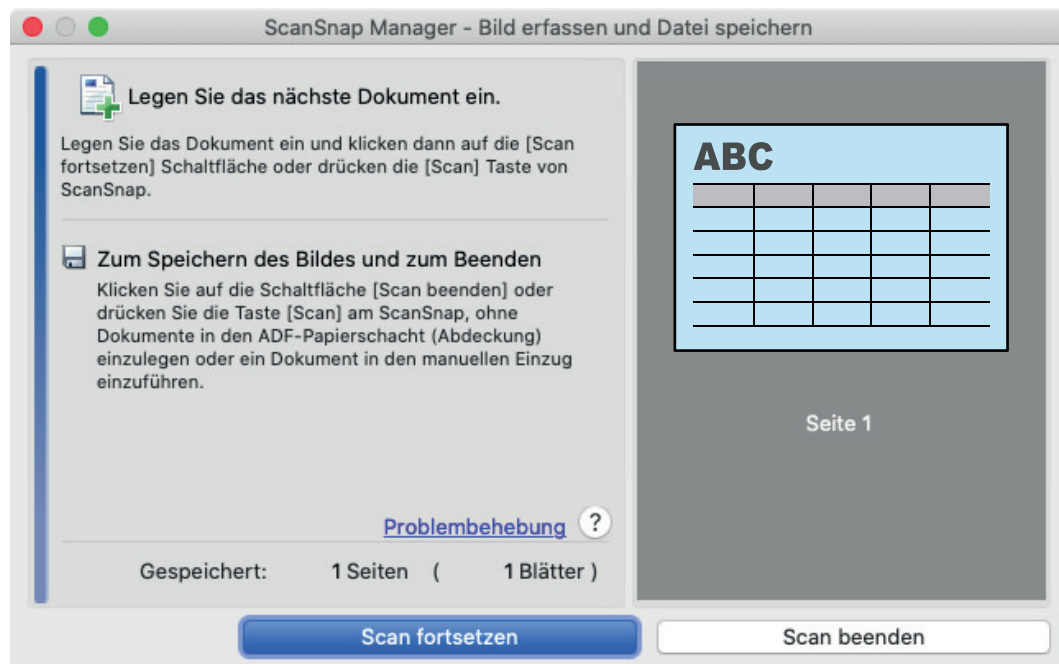 ScanSnap Manager – Bild erfassen und Datei speichern
Legen Sie das nächste Dokument ein.
Legen Sie das Dokument ein und klicken dann auf die [Scan
fortsetzen] Schaltfläche oder drücken die [Scan] Taste von
ScanSnap.
Zum Speichern des Bildes und zum Beenden
Klicken Sie auf die Schaltfläche [Scan beenden] oder
drücken Sie die Taste [Scan] am ScanSnap, ohne
Dokumente in den ADF-Papierschacht (Abdeckung)
einzulegen oder ein Dokument in den manuellen Einzug
einzuführen.
Problembehebung ?
Gespeichert: 1 Seiten ( 1 Blätter )
ABC
Seite 1
Scan fortsetzen
Scan beenden